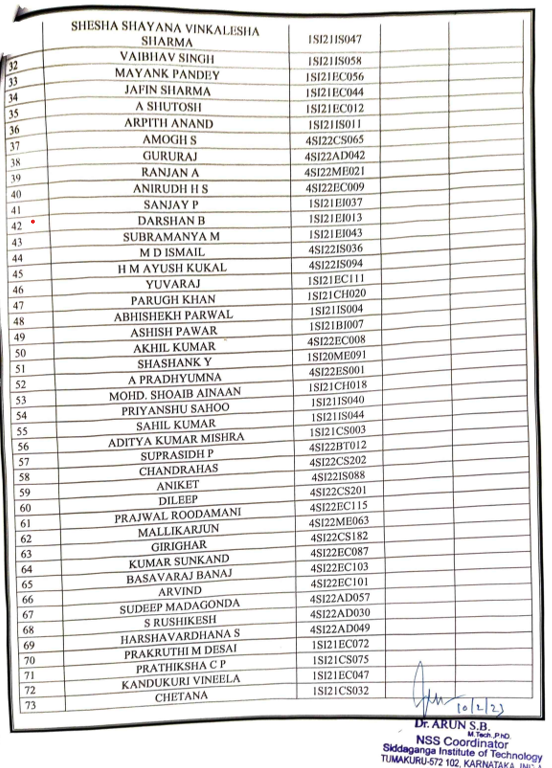 SHESHA SHAYANA VINKALESHA
SHARMA 1SI21IS047
32 VAIBHAV SINGH 1SI21IS058
33 MAYANK PANDEY 1SI21EC056
34 JAFIN SHARMA 1SI21EC044
35 A SHUTOSH 1SI21EC012
36 ARPITH ANAND 1SI21IS011
37 AMOGH S 4SI22CS065
38 GURURAJ 4SI22AD042
39 RANJAN A 4SI22ME021
40 ANIRUDH H S 4SI22EC009
41 SANJAY P 1SI21EI037
42 DARSHAN B 1SI21EI013
43 SUBRAMANYA M 1SI21EI043
44 M D ISMAIL 4SI22IS036
45 H M AYUSH KUKAL 4SI22IS094
46 YUVARAJ 1SI21EC111
47 PARUGH KHAN 1SI21CH020
48 ABHISHEKH PARWAL 1SI21IS004
49 ASHISH PAWAR 1SI21BI007
50 AKHIL KUMAR 4SI22EC008
51 SHASHANK Y 1SI20ME091
52 A PRADHYUMNA 4SI22ES001
53 MOHD. SHOAIB AINAAN 1SI21CH018
54 PRIYANSHU SAHOO 1SI21IS040
55 SAHIL KUMAR 1SI21IS044
56 ADITYA KUMAR MISHRA 1SI21CS003
57 SUPRASIDH P 4SI22BT012
58 CHANDRAHAS 4SI22CS202
59 ANIKET 4SI22IS088
60 DILEEP 4SI22CS201
61 PRAJWAL ROODAMANI 4SI22EC115
62 MALLIKARJUN 4SI22ME063
63 GIRIGHAR 4SI22CS182
64 KUMAR SUNKAND 4SI22EC087
65 BASAVARAJ BANAJ 4SI22EC103
66 ARVIND 4SI22EC101
67 SUDEEP MADAGONDA 4SI22AD057
68 S RUSHIKESH 4SI22AD030
69 HARSHAVARDHANA S 4SI22AD049
70 PRAKRUTHI M DESAI 1SI21EC072
71 PRATHIKSHA C P 1SI21CS075
72 KANDUKURI VINEELA 1SI21EC047
73 CHETANA 1SI21CS032
10/2/23
Dr. ARUN S.B.
M.Tech.,P.hD.
NSS Coordinator
Siddaganga Institute of Technology
TUMAKURU-572 102, KARNATAKA,